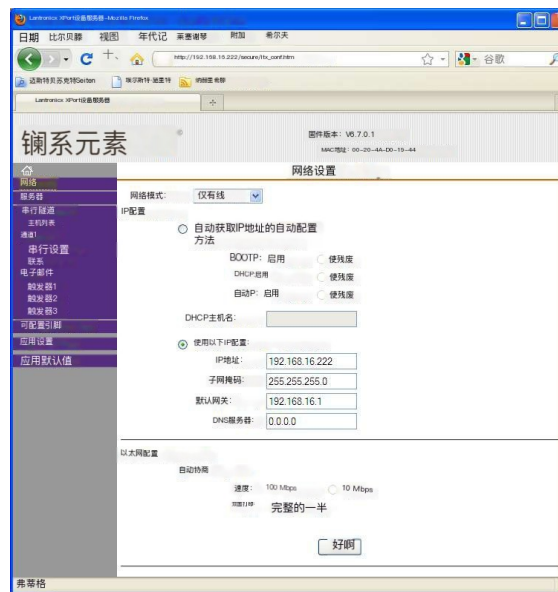 Lantronix XPort设备服务器-Mozilla Firefox
日期 比尔贝滕 视图 年代记 莱塞谢琴 附加 希尔夫
http://192.168.15.222/secure/ltx_conf.htm
谷歌
Lantronix XPort设备服务器
镧系元素
固件版本: V6.7.0.1
MAC地址: 00-20-4A-D0-19-44
网络设置
网络
服务器
串行隧道
主机列表
通道1
串行设置
联系
电子邮件
触发器1
触发器2
触发器3
可配置引脚
应用设置
应用默认值
网络模式: 仅有线
IP配置
自动获取IP地址的自动配置
方法
BOOTP: 启用 使残废
DHCP启用 使残废
自动IP: 启用 使残废
DHCP主机名:
使用以下IP配置:
IP地址: 192.168.16.222
子网掩码: 255.255.255.0
默认网关: 192.168.16.1
DNS服务器: 0.0.0.0
以太网配置
自动协商
速度: 100 Mbps 10 Mbps
完整的一半
好啊
弗蒂格